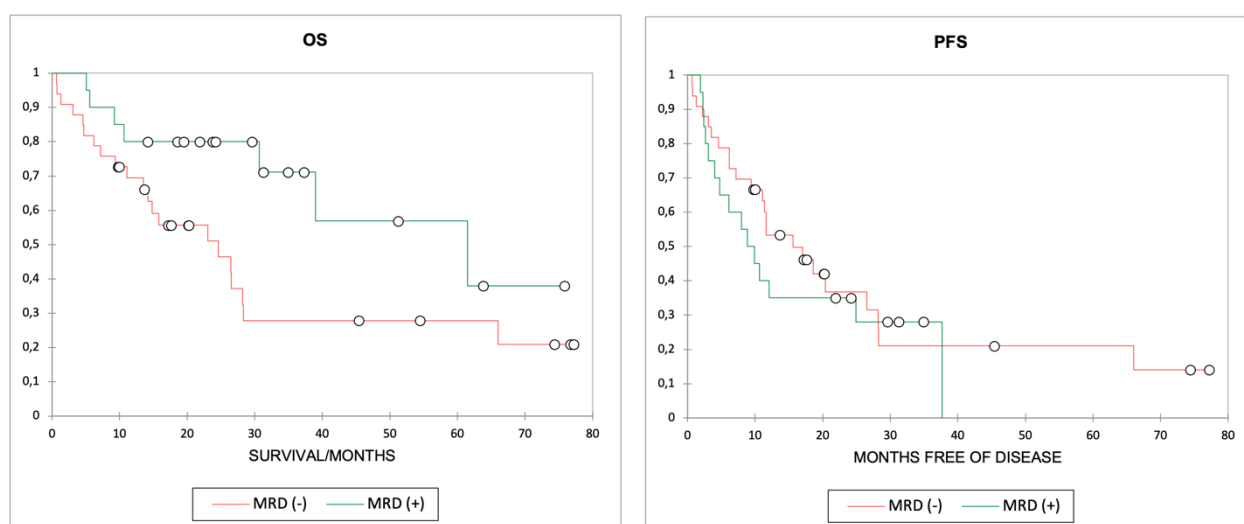 OS
1
0,9
0,8
0,7
0,6
0,5
0,4
0,3
0,2
0,1
0
0 10 20 30 40 50 60 70 80
SURVIVAL/MONTHS
MRD (-) MRD (+)
PFS
1
0,9
0,8
0,7
0,6
0,5
0,4
0,3
0,2
0,1
0
0 10 20 30 40 50 60 70 80
MONTHS FREE OF DISEASE
MRD (-) MRD (+)